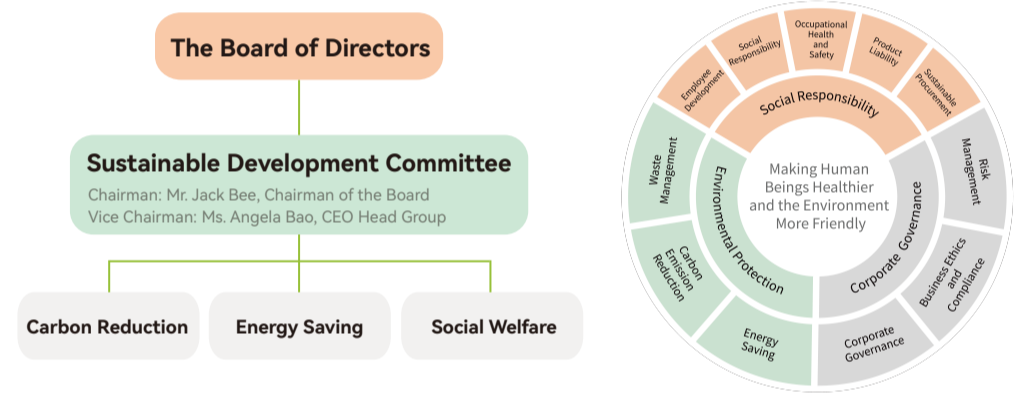 The Board of Directors
Sustainable Development Committee
Chairman: Mr. Jack Bee, Chairman of the Board
Vice Chairman: Ms. Angela Bao, CEO Head Group
Carbon Reduction
Energy Saving
Social Welfare
Employee
Development
Social
Responsibility
Occupational
Health
and
Safety
Product
Liability
Sustainable
Procurement
Social Responsibility
Waste
Management
Carbon
Emission
Reduction
Energy
Saving
Environmental Protection
Risk
Management
Business Ethics
and
Compliance
Corporate
Governance
Corporate Governance
Making Human
Beings Healthier
and the Environment
More Friendly